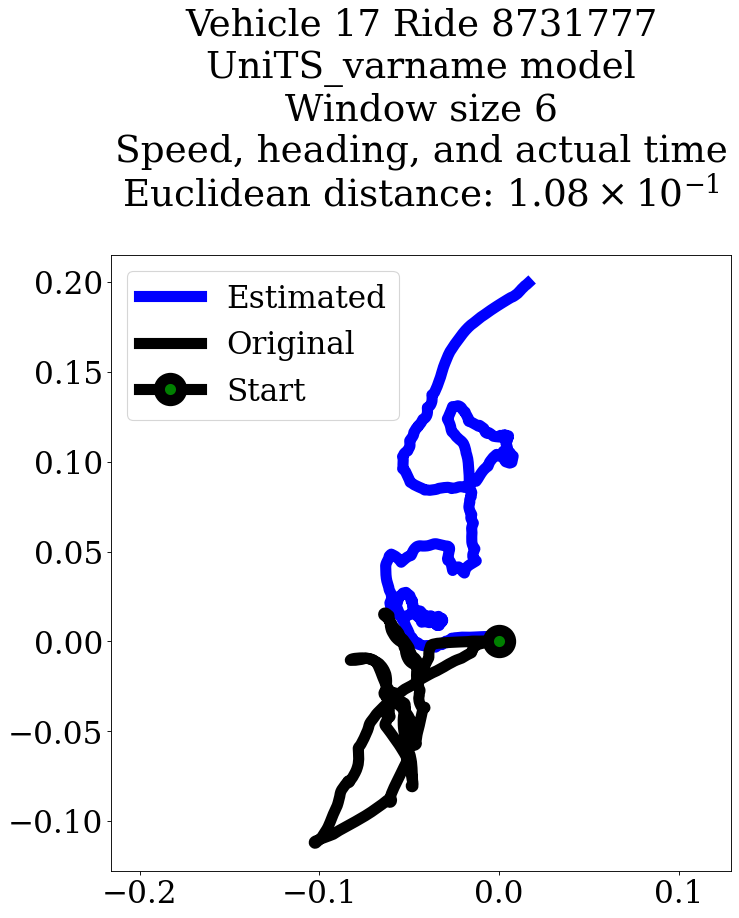 Vehicle 17 Ride 8731777
UniTS_varname model
Window size 6
Speed, heading, and actual time
Euclidean distance: 1.08 × 10⁻¹
Estimated
Original
Start
0.20
0.15
0.10
0.05
0.00
−0.05
−0.10
−0.2
−0.1
0.0
0.1